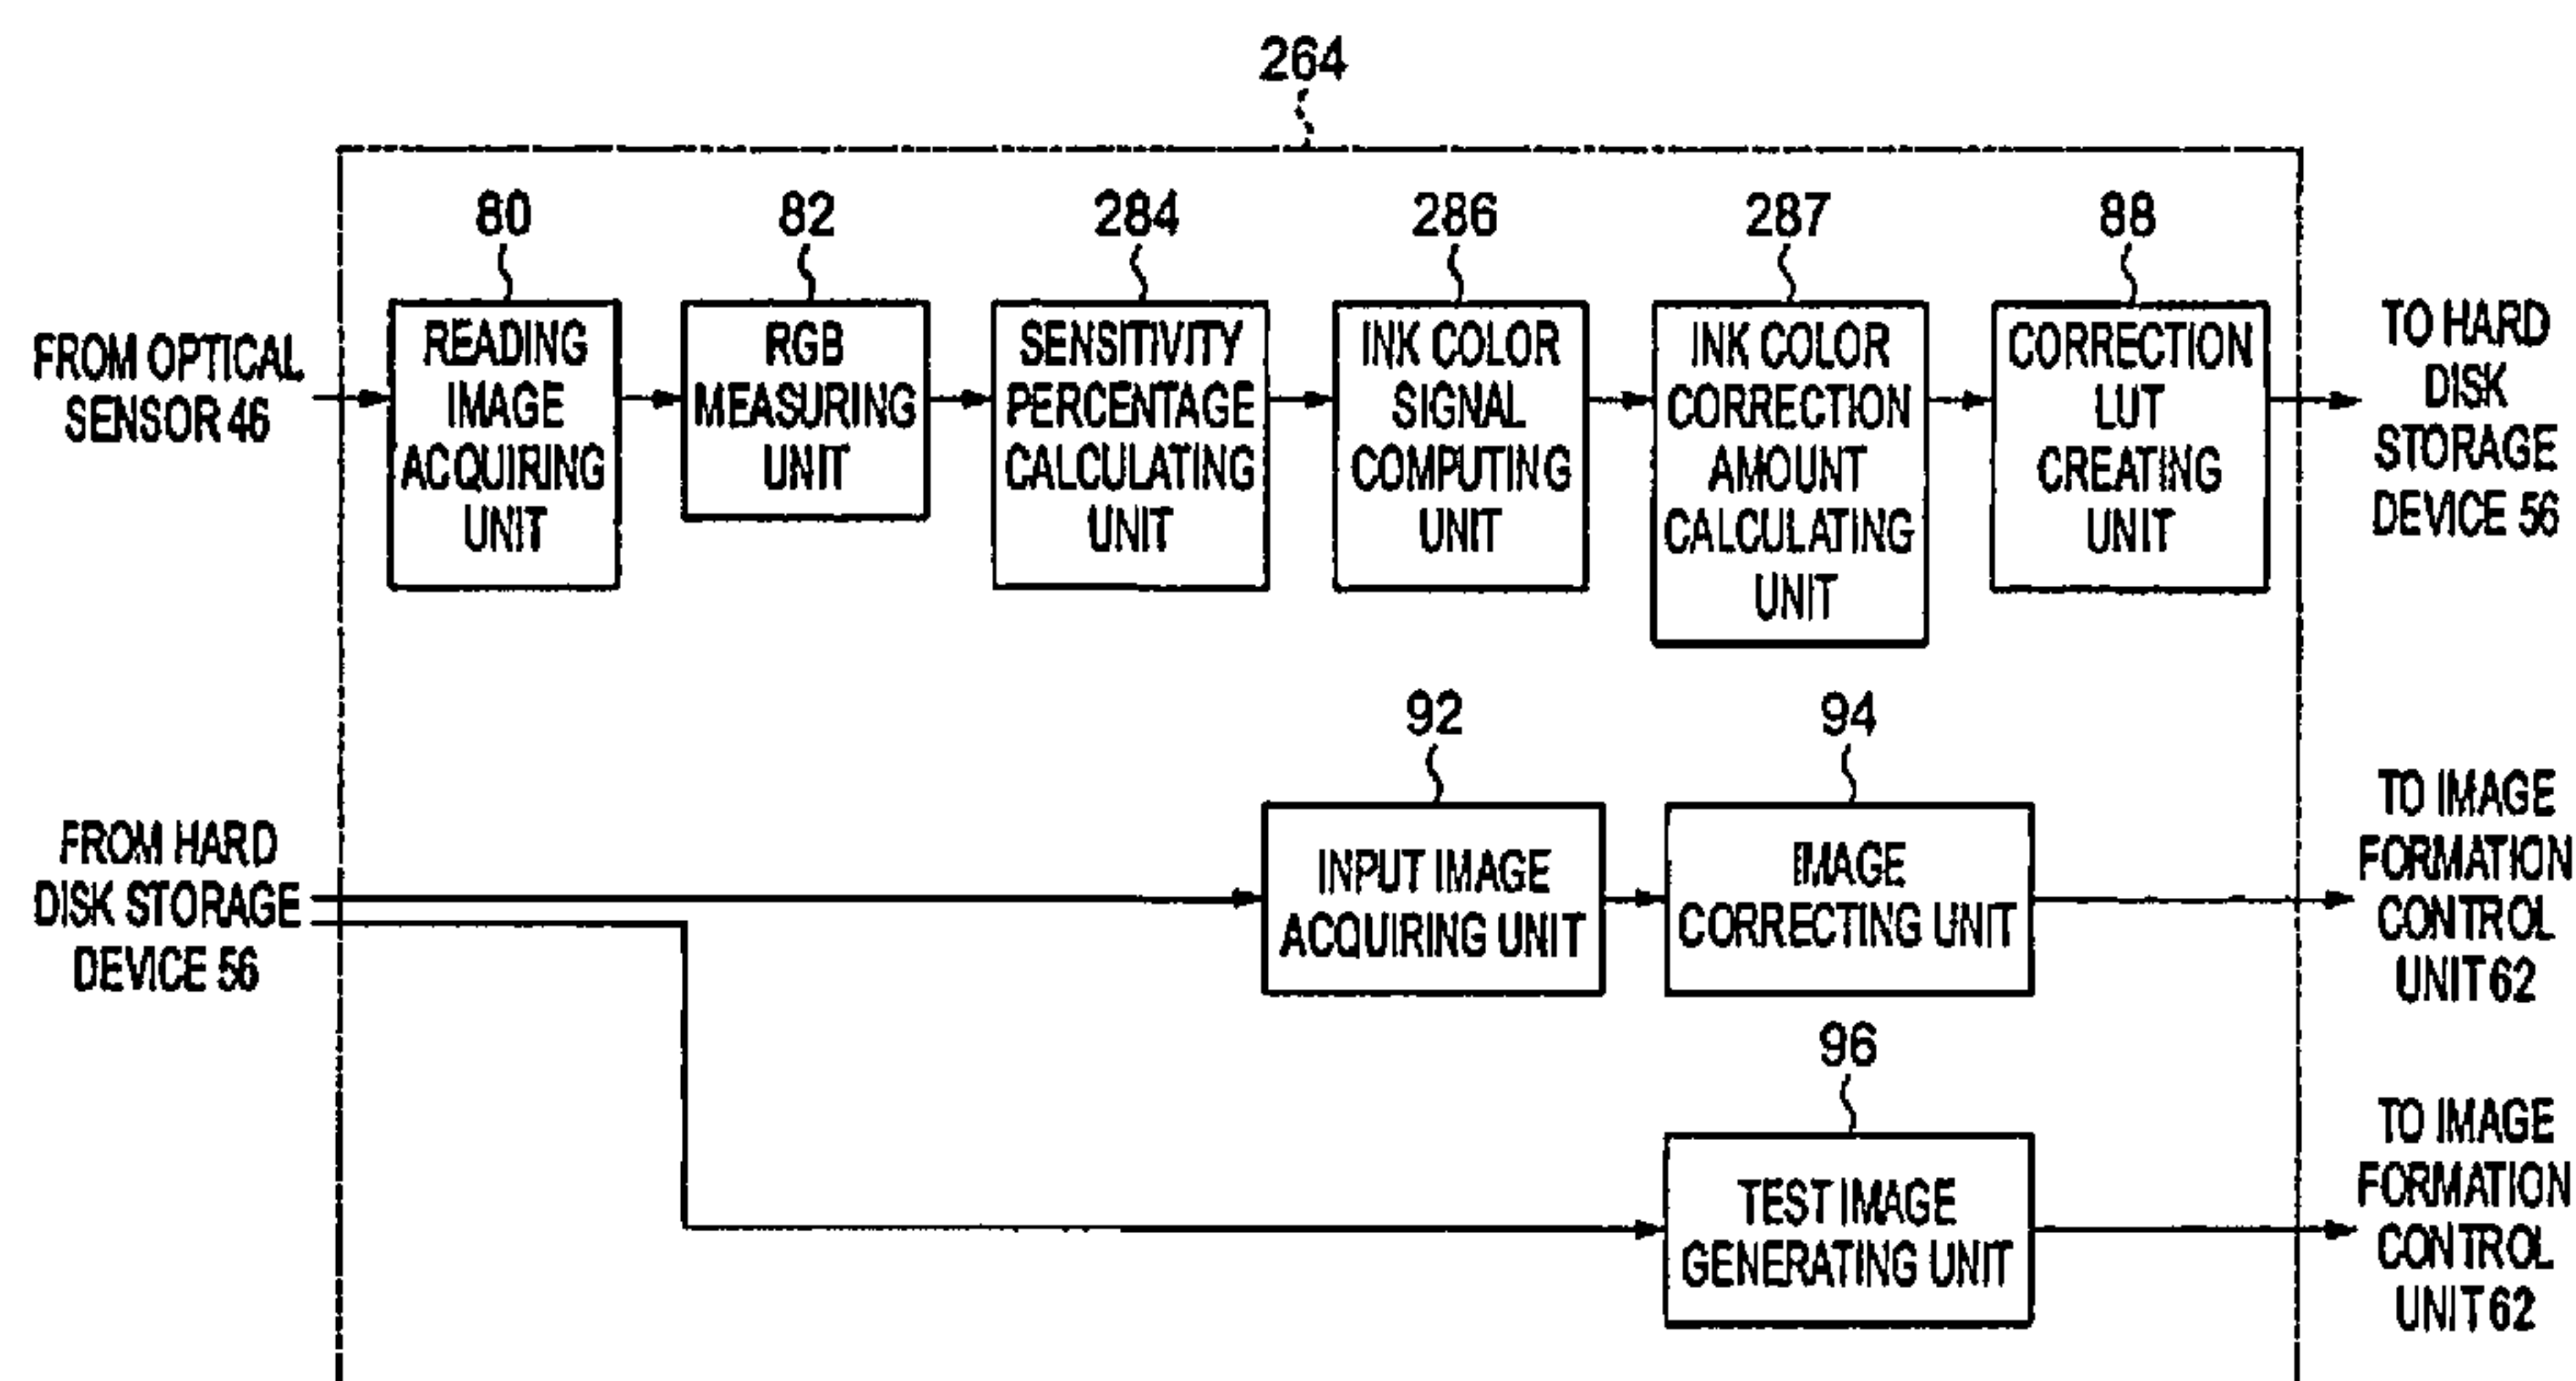 264
80
82
284
286
287
88
FROM OPTICAL
SENSOR 46
READING
IMAGE
ACQUIRING
UNIT
RGB
MEASURING
UNIT
SENSITIVITY
PERCENTAGE
CALCULATING
UNIT
INK COLOR
SIGNAL
COMPUTING
UNIT
INK COLOR
CORRECTION
AMOUNT
CALCULATING
UNIT
CORRECTION
LUT
CREATING
UNIT
TO HARD
DISK
STORAGE
DEVICE 56
92
94
FROM HARD
DISK STORAGE
DEVICE 56
INPUT IMAGE
ACQUIRING UNIT
IMAGE
CORRECTING UNIT
TO IMAGE
FORMATION
CONTROL
UNIT 62
96
TEST IMAGE
GENERATING UNIT
TO IMAGE
FORMATION
CONTROL
UNIT 62